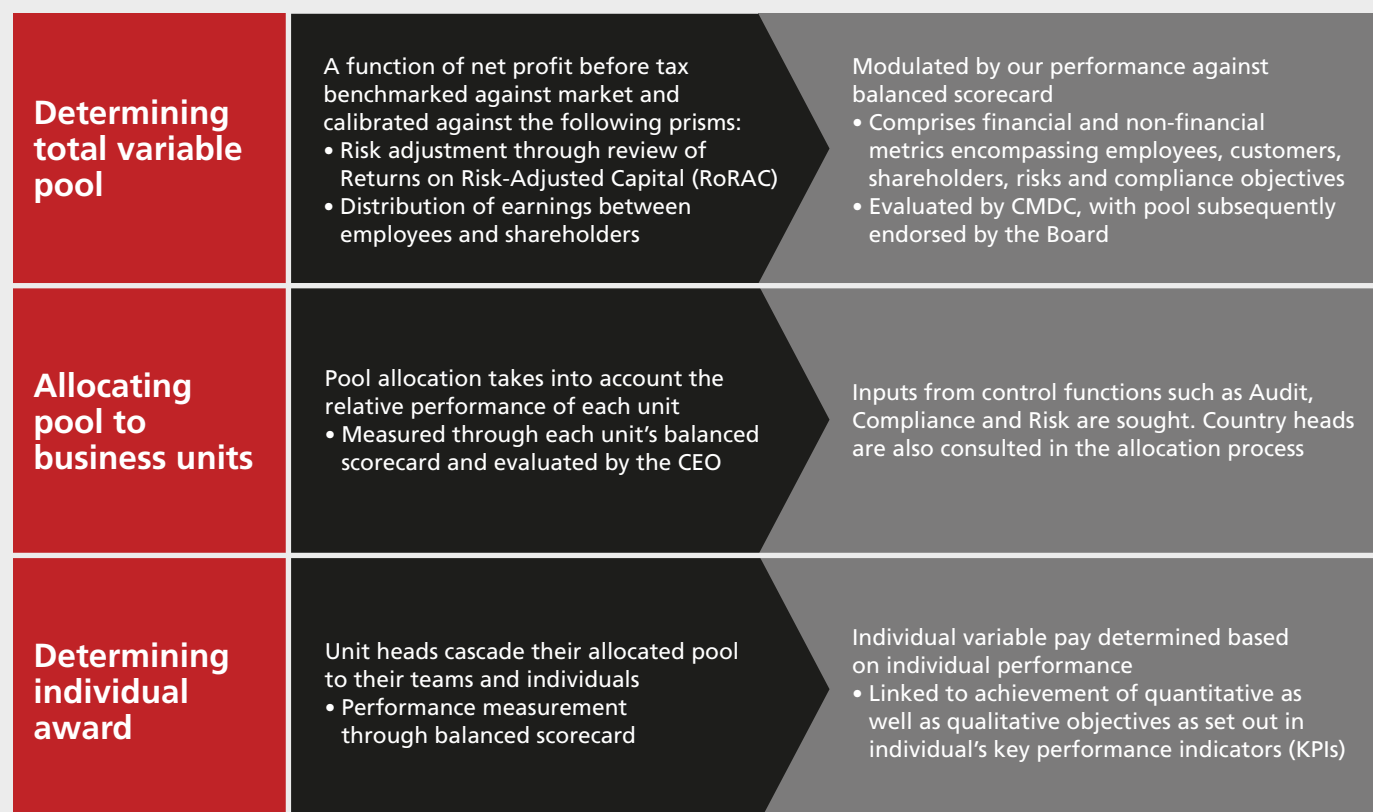 Determining
total variable
pool
A function of net profit before tax
benchmarked against market and
calibrated against the following prisms:
• Risk adjustment through review of
Returns on Risk-Adjusted Capital (RoRAC)
• Distribution of earnings between
employees and shareholders
Modulated by our performance against
balanced scorecard
• Comprises financial and non-financial
metrics encompassing employees, customers,
shareholders, risks and compliance objectives
• Evaluated by CMDC, with pool subsequently
endorsed by the Board
Allocating
pool to
business units
Pool allocation takes into account the
relative performance of each unit
• Measured through each unit’s balanced
scorecard and evaluated by the CEO
Inputs from control functions such as Audit,
Compliance and Risk are sought. Country heads
are also consulted in the allocation process
Determining
individual
award
Unit heads cascade their allocated pool
to their teams and individuals
• Performance measurement
through balanced scorecard
Individual variable pay determined based
on individual performance
• Linked to achievement of quantitative as
well as qualitative objectives as set out in
individual’s key performance indicators (KPIs)